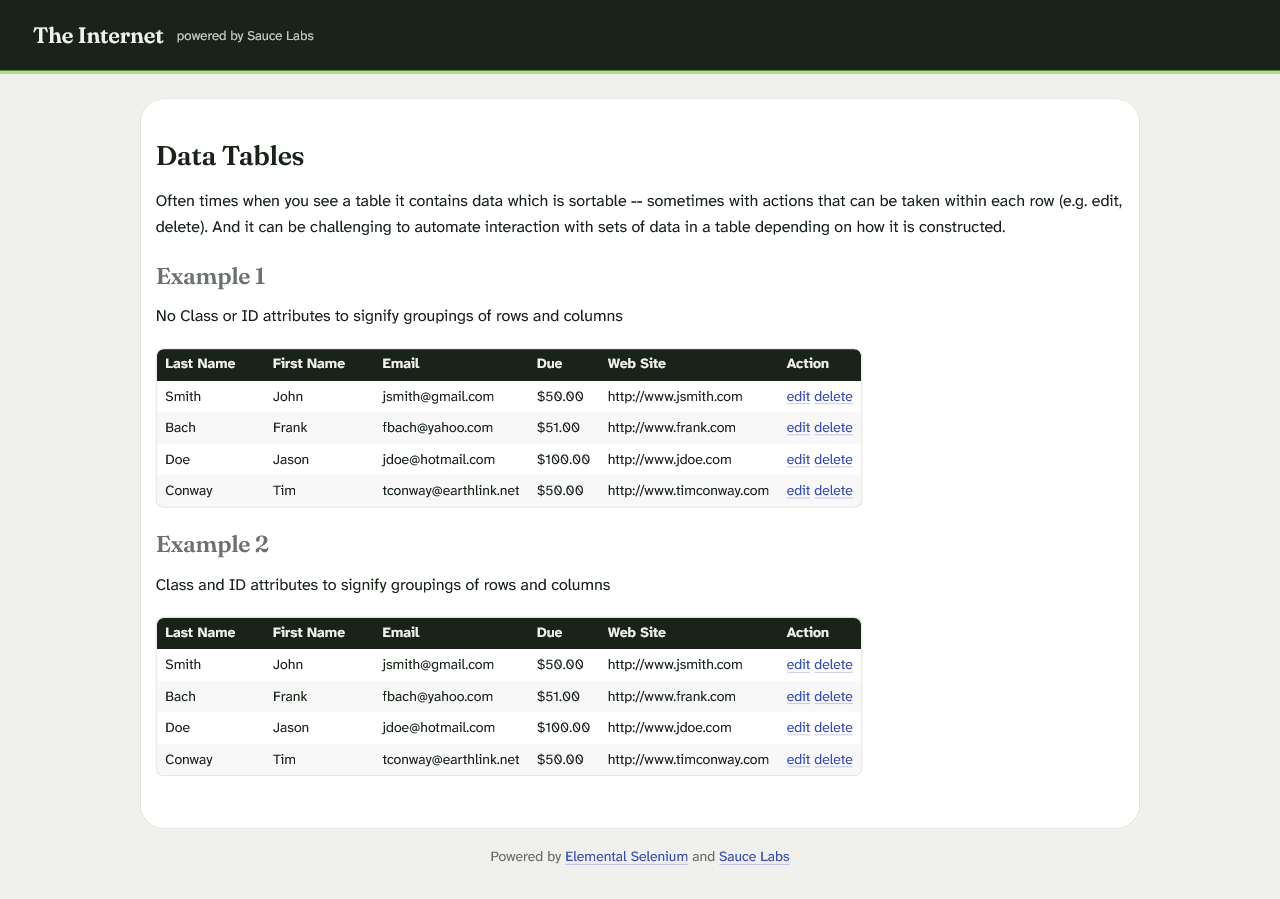 The Internet powered by Sauce Labs
Data Tables
Often times when you see a table it contains data which is sortable -- sometimes with actions that can be taken within each row (e.g. edit,
delete). And it can be challenging to automate interaction with sets of data in a table depending on how it is constructed.
Example 1
No Class or ID attributes to signify groupings of rows and columns
Last Name First Name Email Due Web Site Action
Smith John jsmith@gmail.com $50.00 http://www.jsmith.com edit delete
Bach Frank fbach@yahoo.com $51.00 http://www.frank.com edit delete
Doe Jason jdoe@hotmail.com $100.00 http://www.jdoe.com edit delete
Conway Tim tconway@earthlink.net $50.00 http://www.timconway.com edit delete
Example 2
Class and ID attributes to signify groupings of rows and columns
Last Name First Name Email Due Web Site Action
Smith John jsmith@gmail.com $50.00 http://www.jsmith.com edit delete
Bach Frank fbach@yahoo.com $51.00 http://www.frank.com edit delete
Doe Jason jdoe@hotmail.com $100.00 http://www.jdoe.com edit delete
Conway Tim tconway@earthlink.net $50.00 http://www.timconway.com edit delete
Powered by Elemental Selenium and Sauce Labs